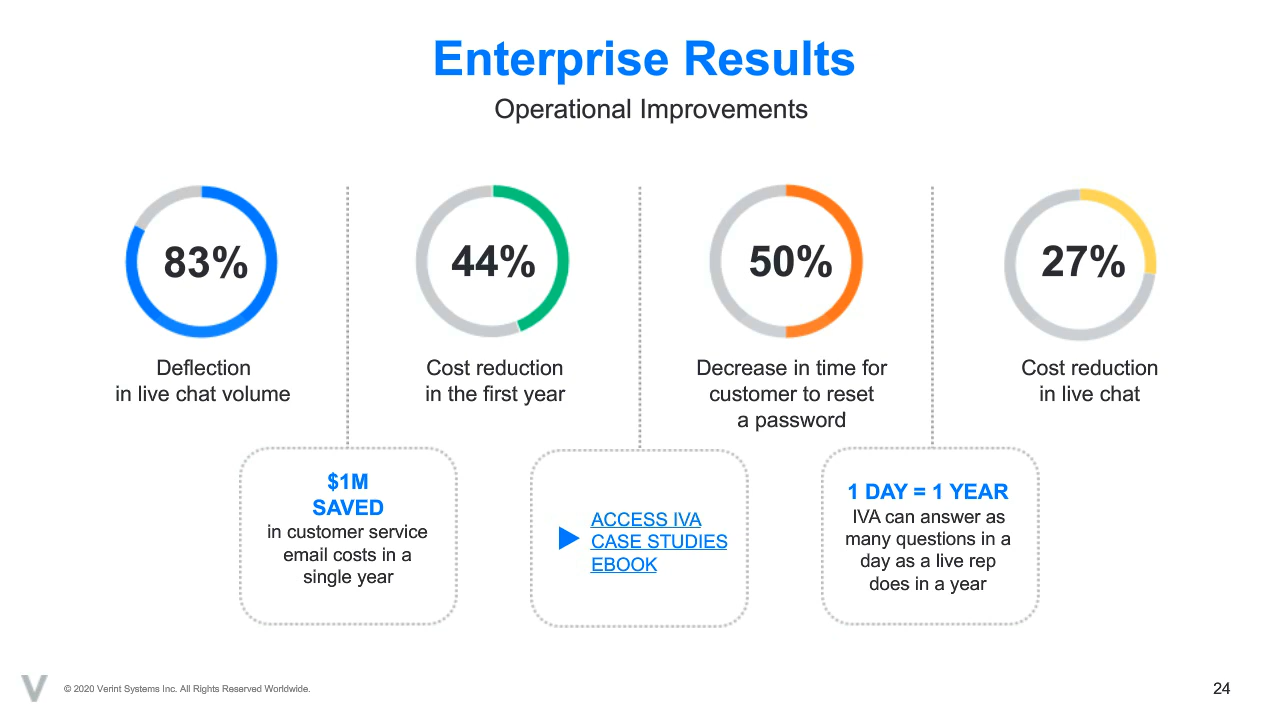 Enterprise Results
Operational Improvements
83%
44%
50%
27%
Deflection
in live chat volume
Cost reduction
in the first year
Decrease in time for
customer to reset
a password
Cost reduction
in live chat
$1M
SAVED
in customer service
email costs in a
single year
ACCESS IVA
CASE STUDIES
EBOOK
1 DAY = 1 YEAR
IVA can answer as
many questions in a
day as a live rep
does in a year
© 2020 Verint Systems Inc. All Rights Reserved Worldwide.
24